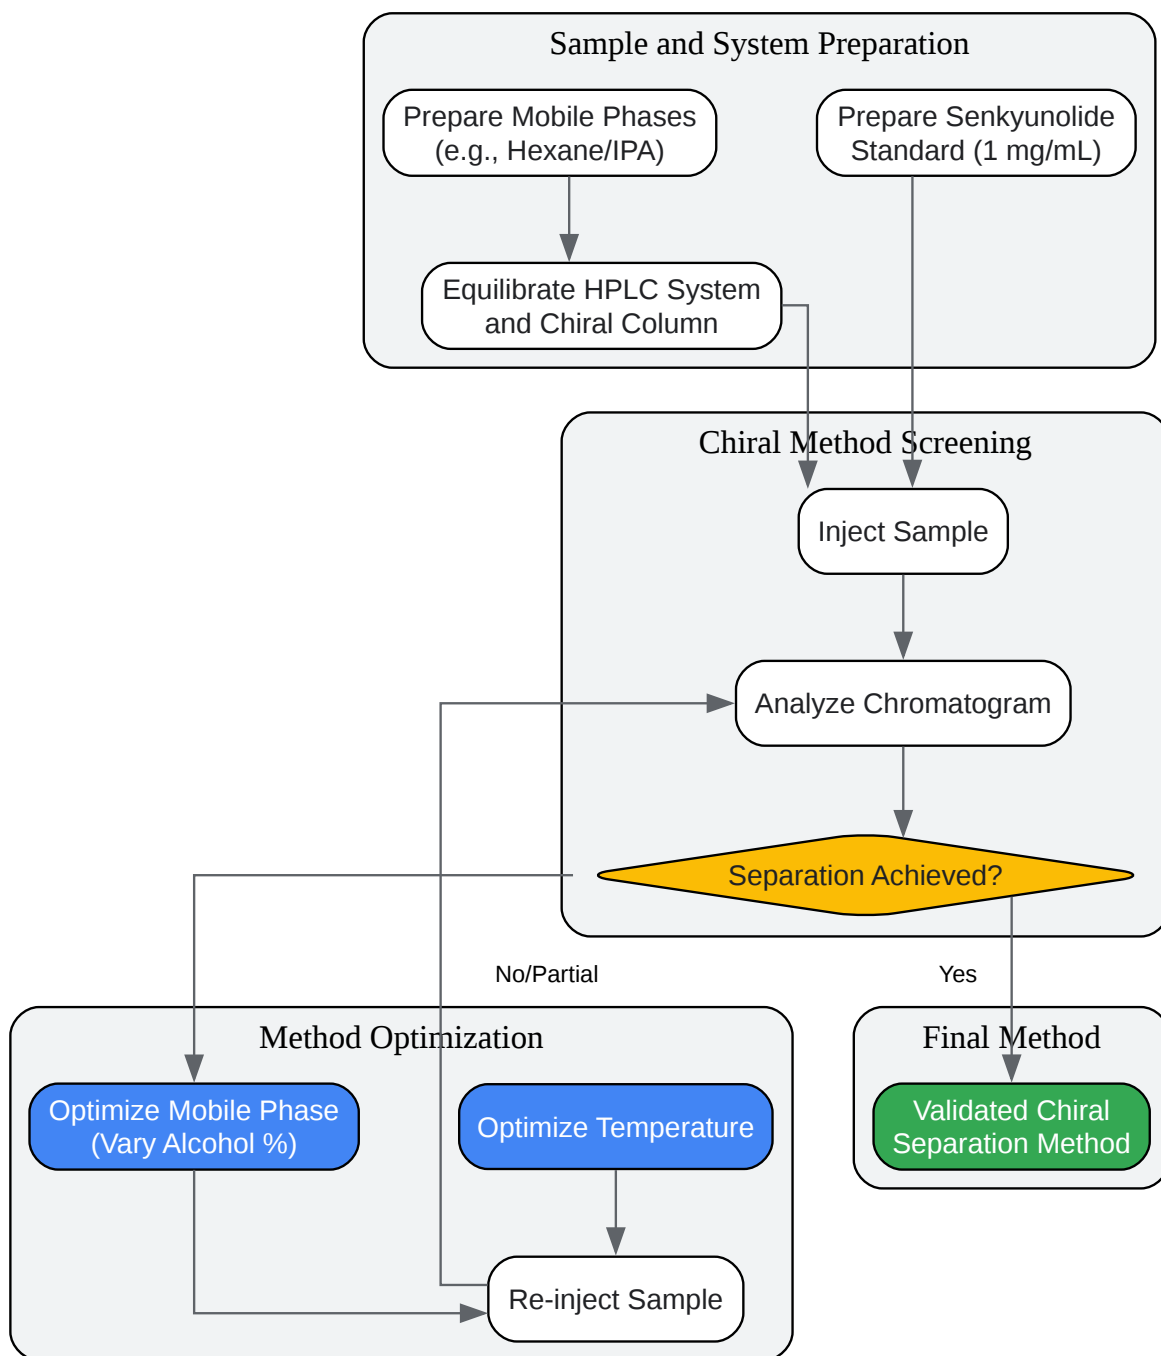 Sample and System Preparation
Prepare Mobile Phases
(e.g., Hexane/IPA)
Prepare Senkyunolide
Standard (1 mg/mL)
Equilibrate HPLC System
and Chiral Column
Chiral Method Screening
Inject Sample
Analyze Chromatogram
Separation Achieved?
No/Partial
Yes
Method Optimization
Optimize Mobile Phase
(Vary Alcohol %)
Optimize Temperature
Re-inject Sample
Final Method
Validated Chiral
Separation Method